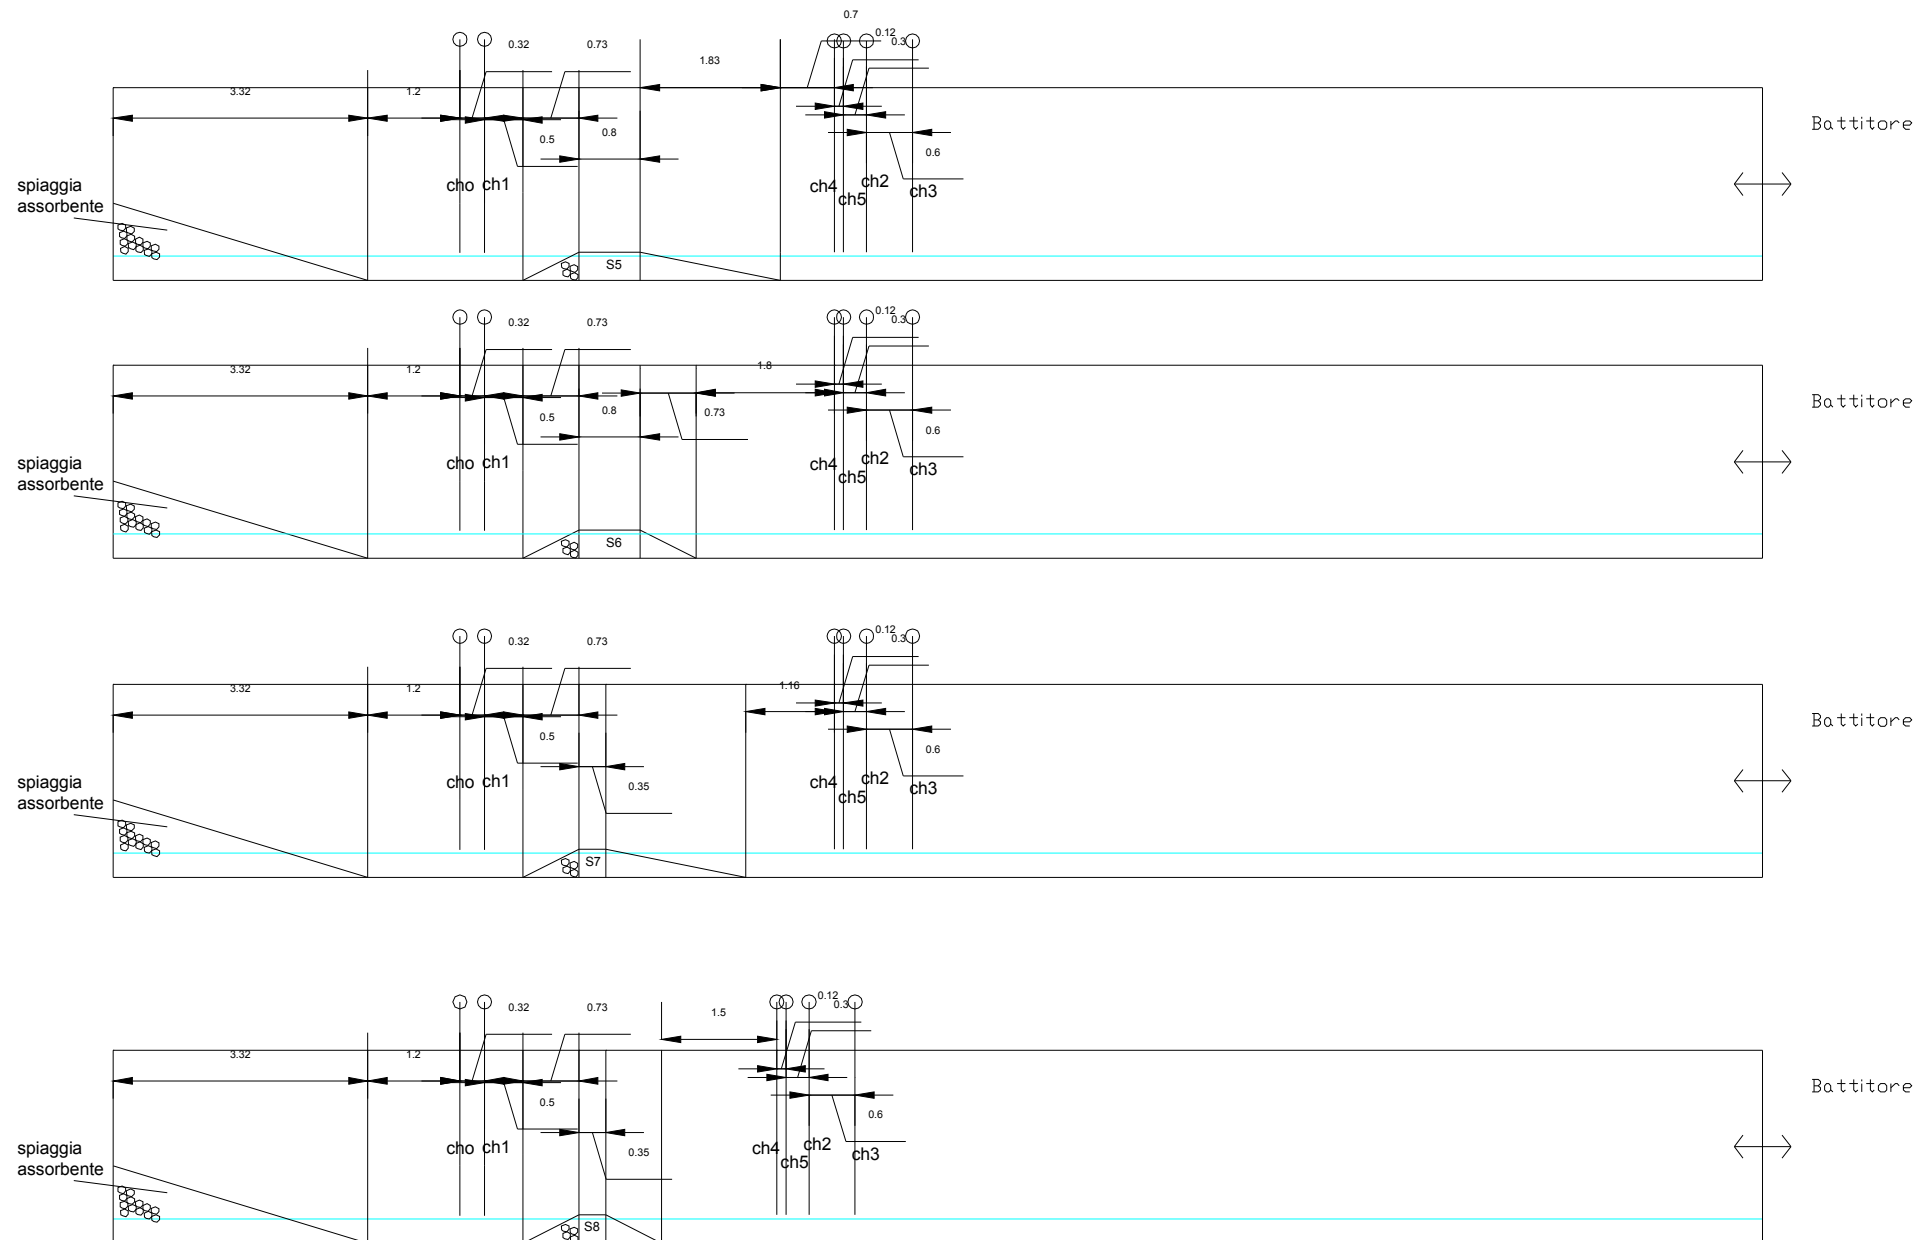 0.7
0.32
0.73
0.12
0.3
1.83
3.32
1.2
0.5
0.8
0.6
Battitore
cho
ch1
ch4
ch5
ch2
ch3
spiaggia
assorbente
S5
0.32
0.73
0.12
0.3
3.32
1.2
1.8
0.5
0.8
0.73
0.6
Battitore
cho
ch1
ch4
ch5
ch2
ch3
spiaggia
assorbente
S6
0.32
0.73
0.12
0.3
3.32
1.2
1.16
0.5
0.35
0.6
Battitore
cho
ch1
ch4
ch5
ch2
ch3
spiaggia
assorbente
S7
0.32
0.73
1.5
0.12
0.3
3.32
1.2
0.5
0.35
0.6
Battitore
cho
ch1
ch4
ch5
ch2
ch3
spiaggia
assorbente
S8